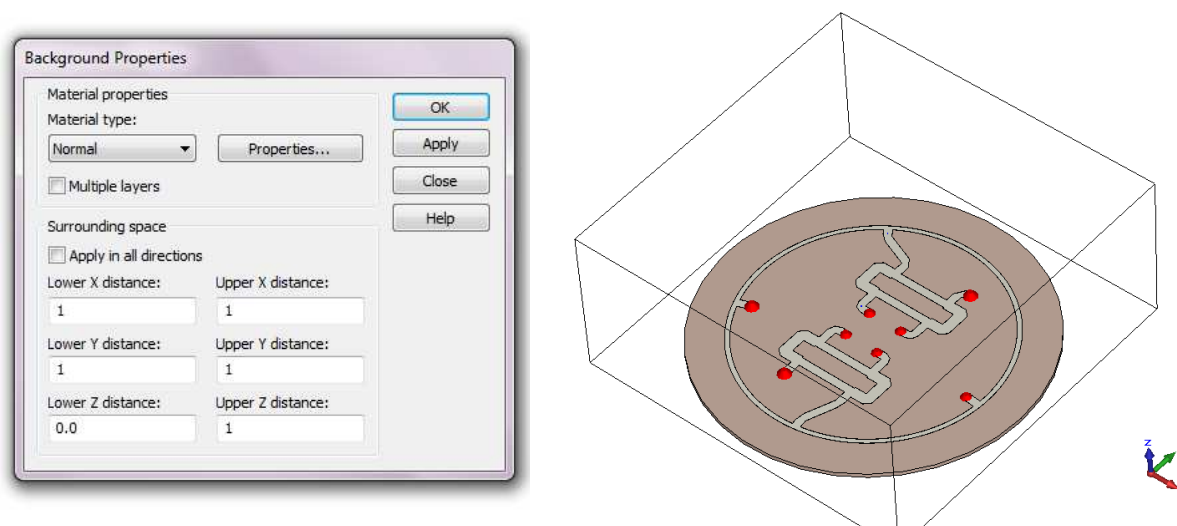 Background Properties
Material properties
Material type:
Normal
Properties...
Multiple layers
OK
Apply
Close
Help
Surrounding space
Apply in all directions
Lower X distance:
Upper X distance:
1
1
Lower Y distance:
Upper Y distance:
1
1
Lower Z distance:
Upper Z distance:
0.0
1
z